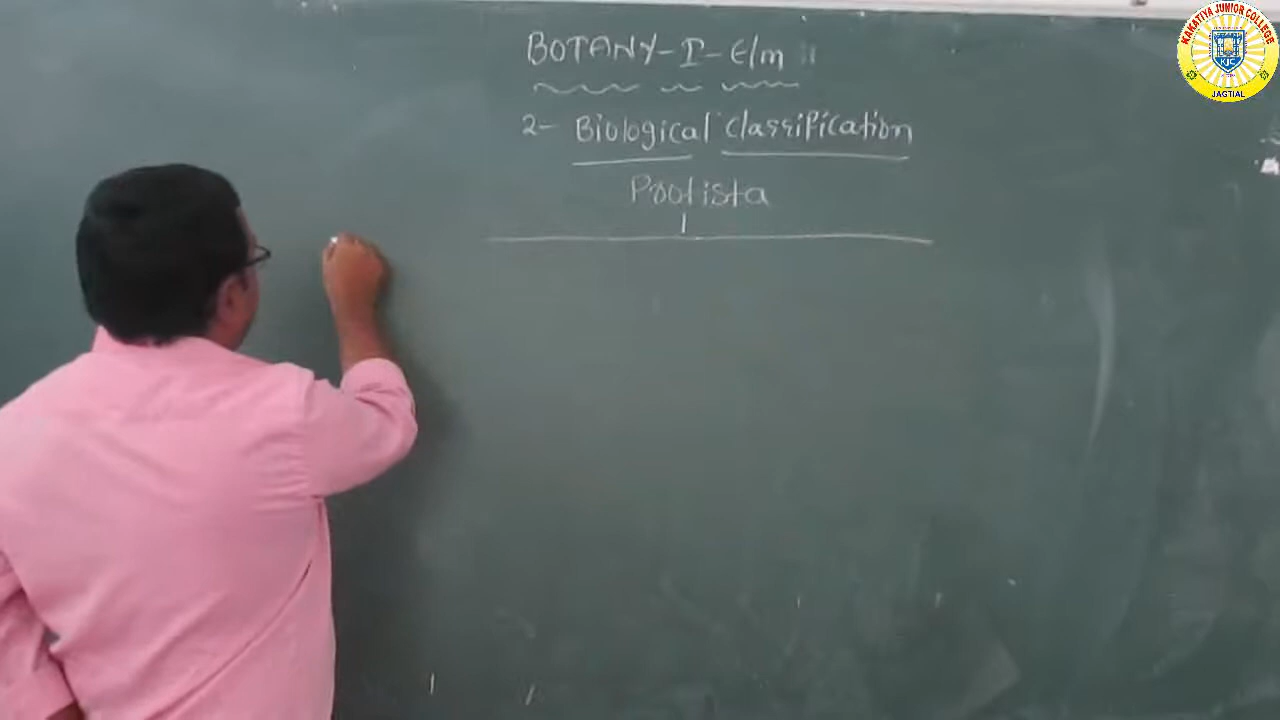 BOTANY-I-E/m
2- Biological Classification
Protista
KAKATIYA JUNIOR COLLEGE
KJC
JAGTIAL